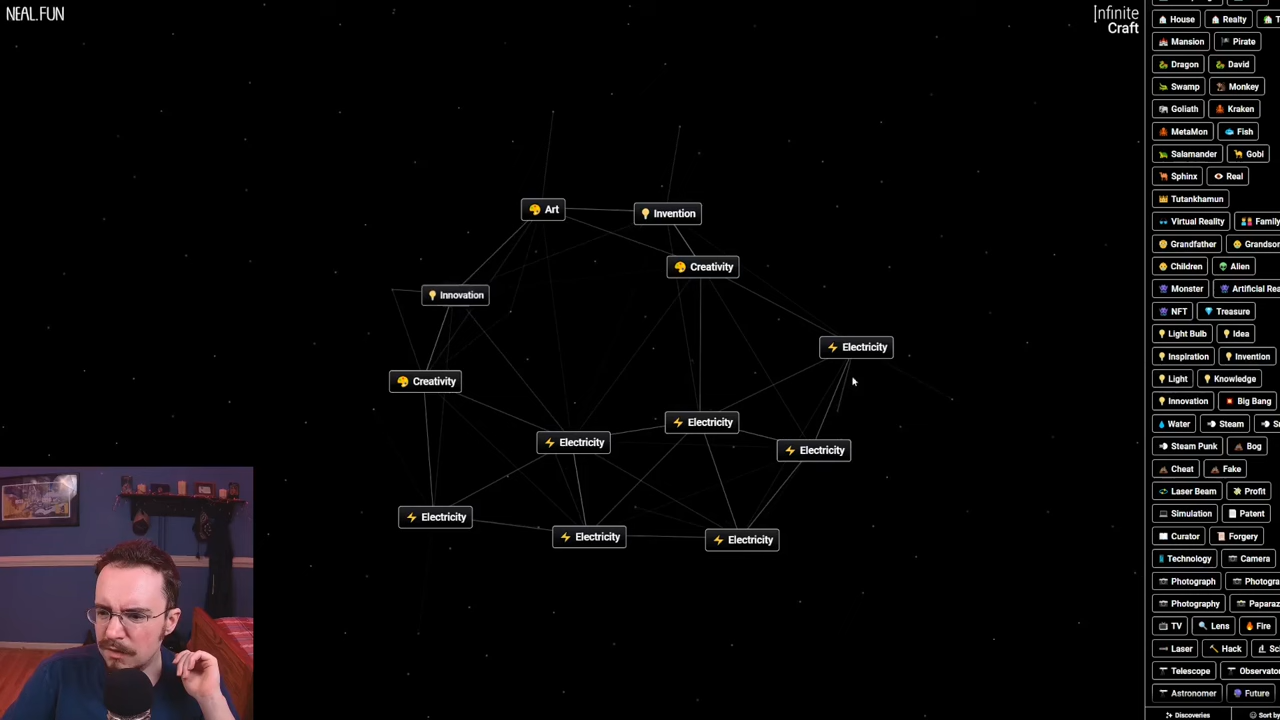 NEAL.FUN
Infinite
Craft
House Realty
Mansion Pirate
Dragon David
Swamp Monkey
Goliath Kraken
MetaMon Fish
Salamander Gobi
Sphinx Real
Tutankhamun
Virtual Reality Family
Grandfather Grandson
Children Alien
Monster Artificial Rea
NFT Treasure
Light Bulb Idea
Inspiration Invention
Light Knowledge
Innovation Big Bang
Water Steam
Steam Punk Bog
Cheat Fake
Laser Beam Profit
Simulation Patent
Curator Forgery
Technology Camera
Photograph Photogra
Photography Paparaz
TV Lens Fire
Laser Hack Sci
Telescope Observator
Astronomer Future
Discoveries Sort by
Art
Invention
Creativity
Innovation
Electricity
Creativity
Electricity
Electricity
Electricity
Electricity
Electricity
Electricity